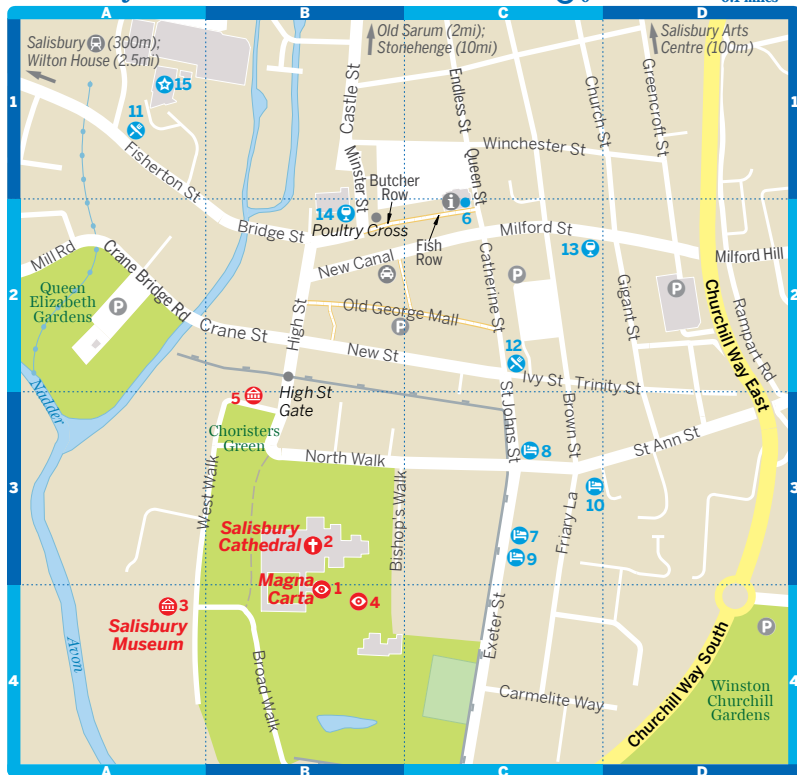 A
B
C
D
Salisbury (300m);
Wilton House (2.5mi)
Old Sarum (2mi);
Stonehenge (10mi)
Salisbury Arts
Centre (100m)
1
1
15
11
Castle St
Endless St
Church St
Greencroft St
Winchester St
Fisherton St
Minster St
Butcher
Row
Queen St
i
6
14
Poultry Cross
Bridge St
Fish
Row
Milford St
13
Milford Hill
Mill Rd
Crane Bridge Rd
New Canal
Catherine St
Gigant St
2
2
Queen
Elizabeth
Gardens
P
P
P
P
Old George Mall
High St
Crane St
New St
12
Ivy St
Trinity St
Churchill Way East
Rampart Rd
Nadder
5
High St
Gate
Choristers
Green
St Johns St
Brown St
St Ann St
North Walk
8
West Walk
Bishop's Walk
3
3
10
Friary La
Salisbury
Cathedral
2
7
9
Magna
Carta
1
4
3
Salisbury
Museum
Exeter St
P
Avon
Broad Walk
Carmelite Way
Churchill Way South
Winston
Churchill
Gardens
4
4
A
B
C
D